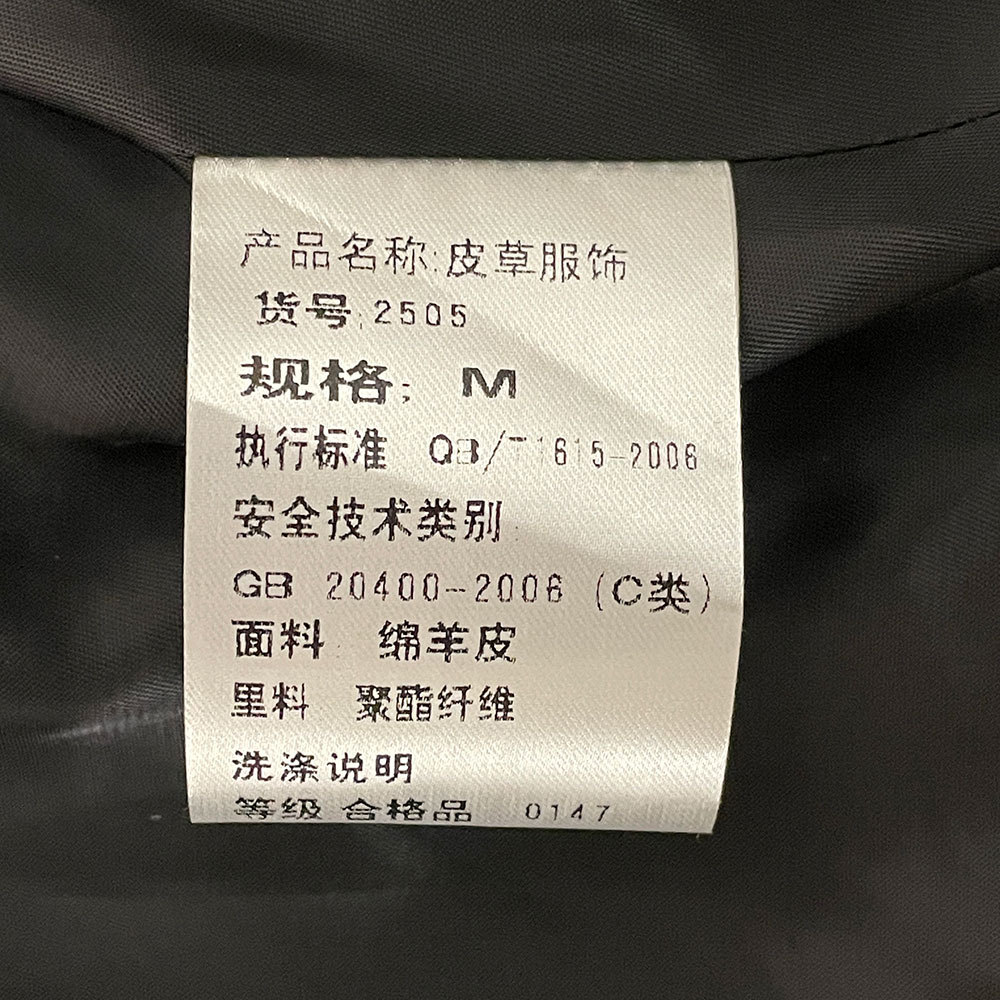 产品名称:皮草服饰
货号:2505
规格: M
执行标准 QB/T1615-2006
安全技术类别
GB 20400-2006 (C类)
面料 绵羊皮
里料 聚酯纤维
洗涤说明
等级 合格品 0147